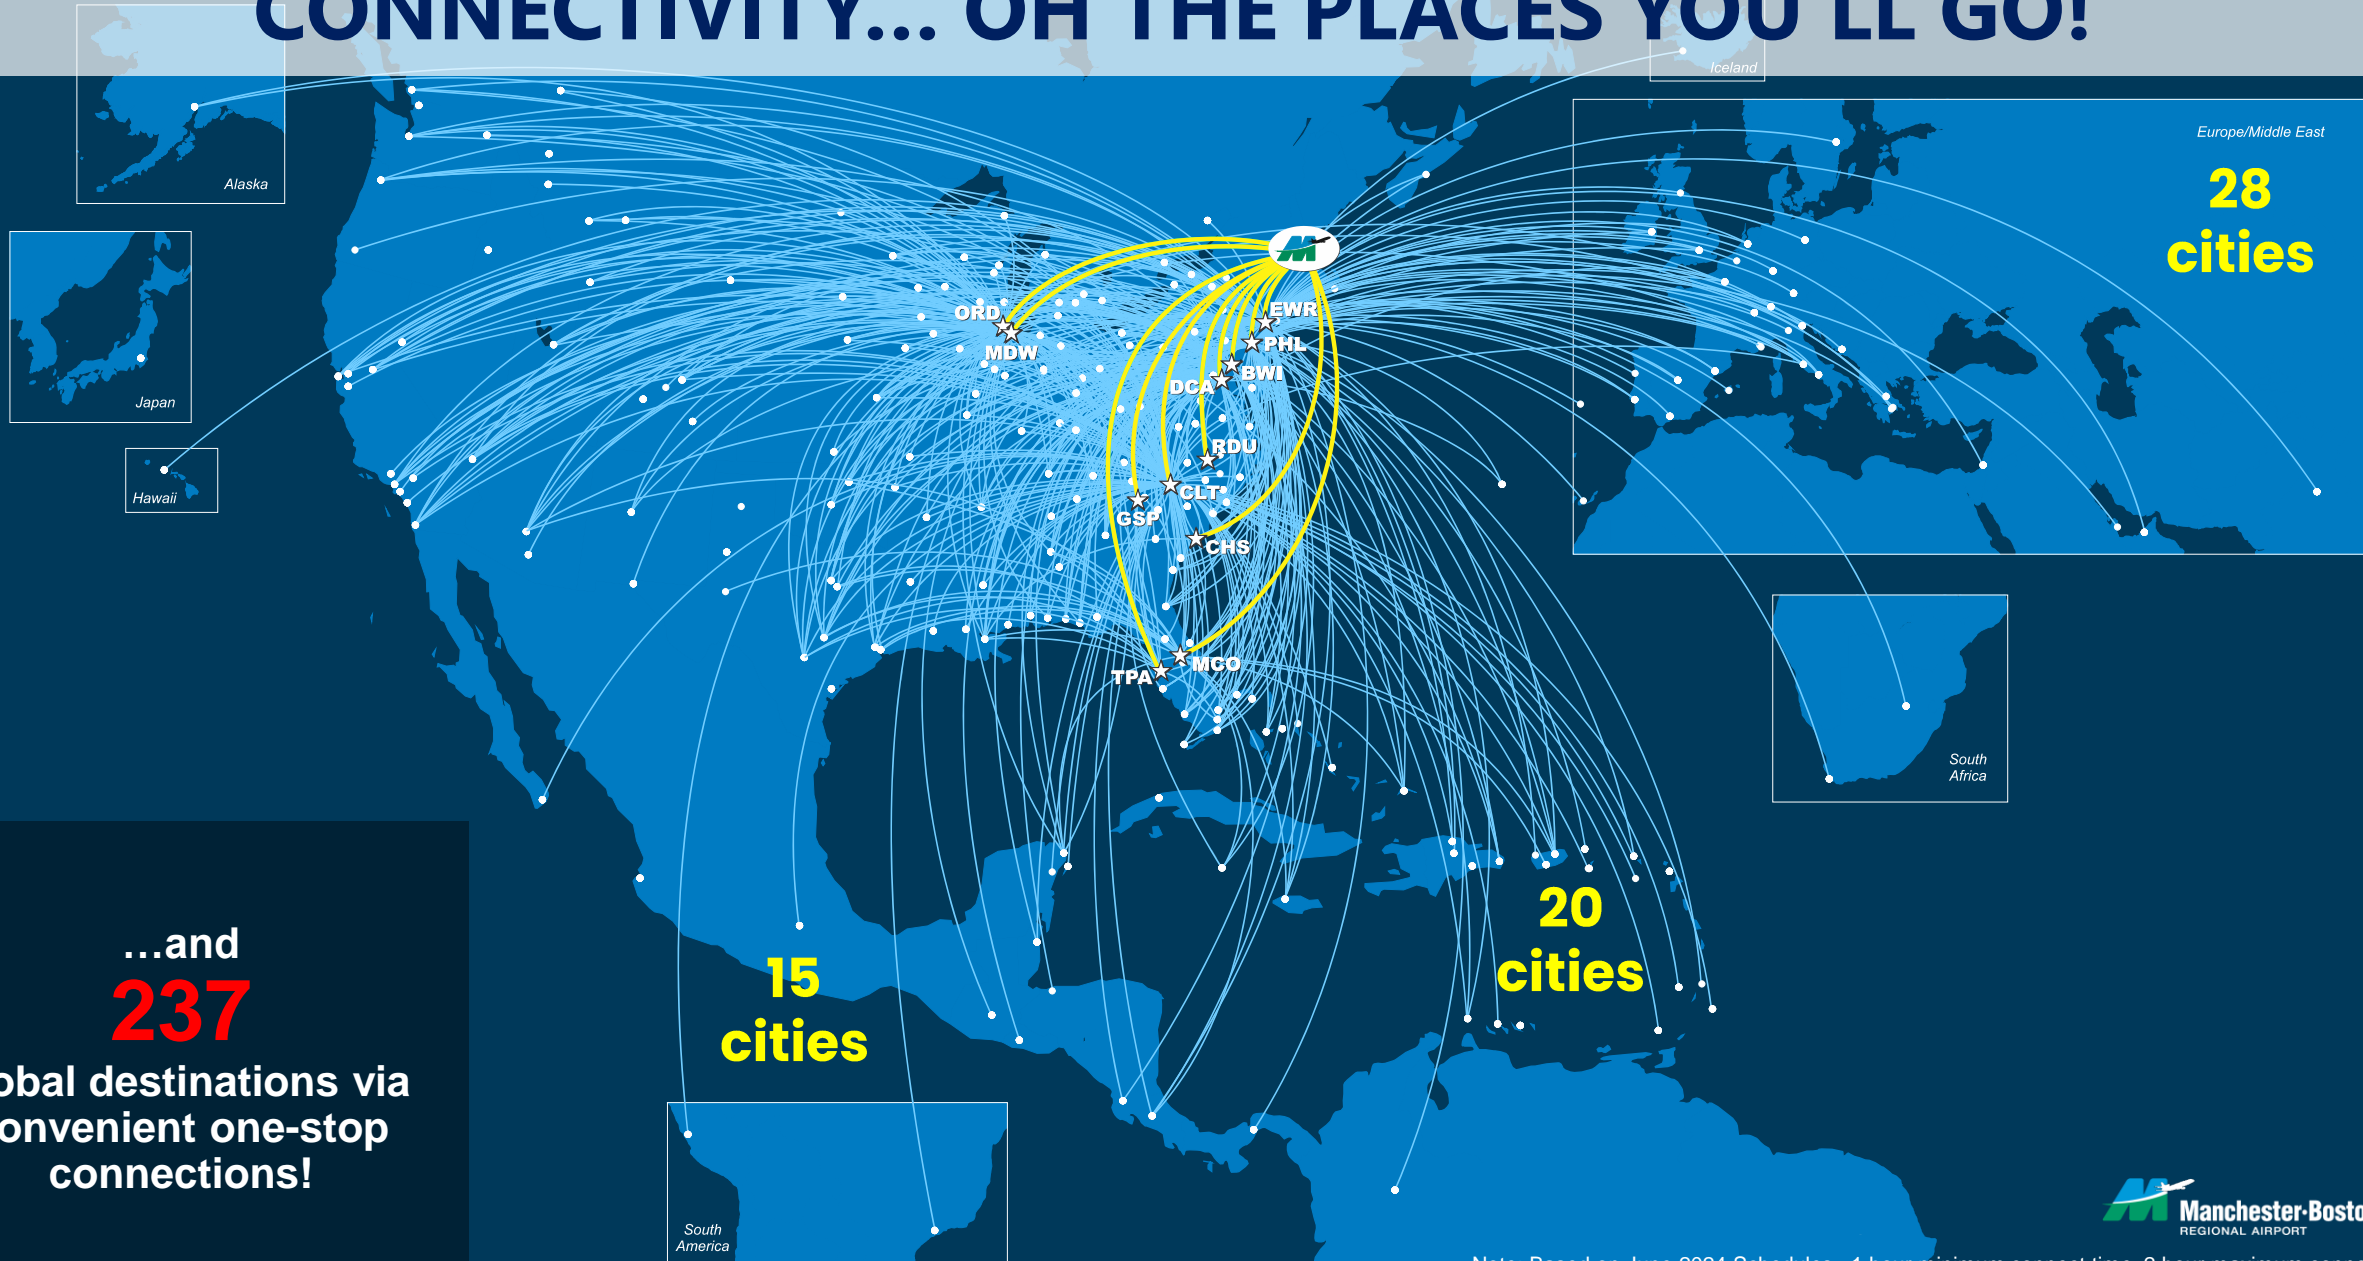 CONNECTIVITY... OH THE PLACES YOU'LL GO!
Iceland
Europe/Middle East
28
cities
Alaska
Japan
Hawaii
ORD
MDW
EWR
PHL
BWI
DCA
RDU
CLT
GSP
CHS
MCO
TPA
South
Africa
20
cities
15
cities
...and
237
obal destinations via
onvenient one-stop
connections!
South
America
Manchester·Bosto
REGIONAL AIRPORT